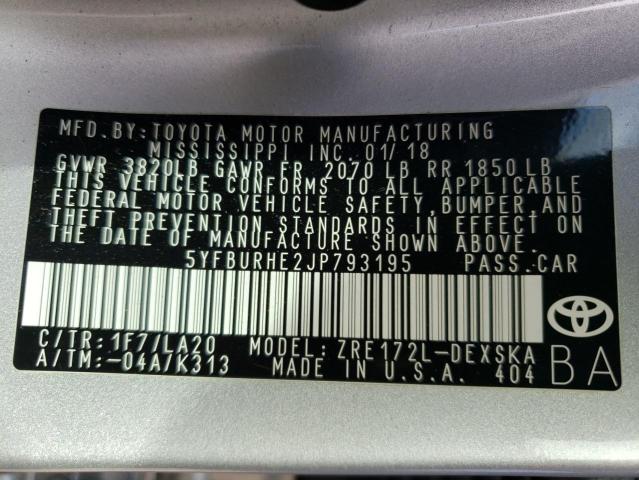 MFD.BY:TOYOTA MOTOR MANUFACTURING
MISSISSIPPI INC.01/18
GVWR 3820LB GAWR FR 2070 LB RR 1850 LB
THIS VEHICLE CONFORMS TO ALL APPLICABLE
FEDERAL MOTOR VEHICLE SAFETY, BUMPER, AND
THEFT PREVENTION STANDARDS IN EFFECT ON
THE DATE OF MANUFACTURE SHOWN ABOVE.
5YFBURHE2JP793195 PASS.CAR
C/TR:1F7/LA20 MODEL:ZRE172L-DEXSKA
A/TM:-04A/K313 MADE IN U.S.A. 404
BA